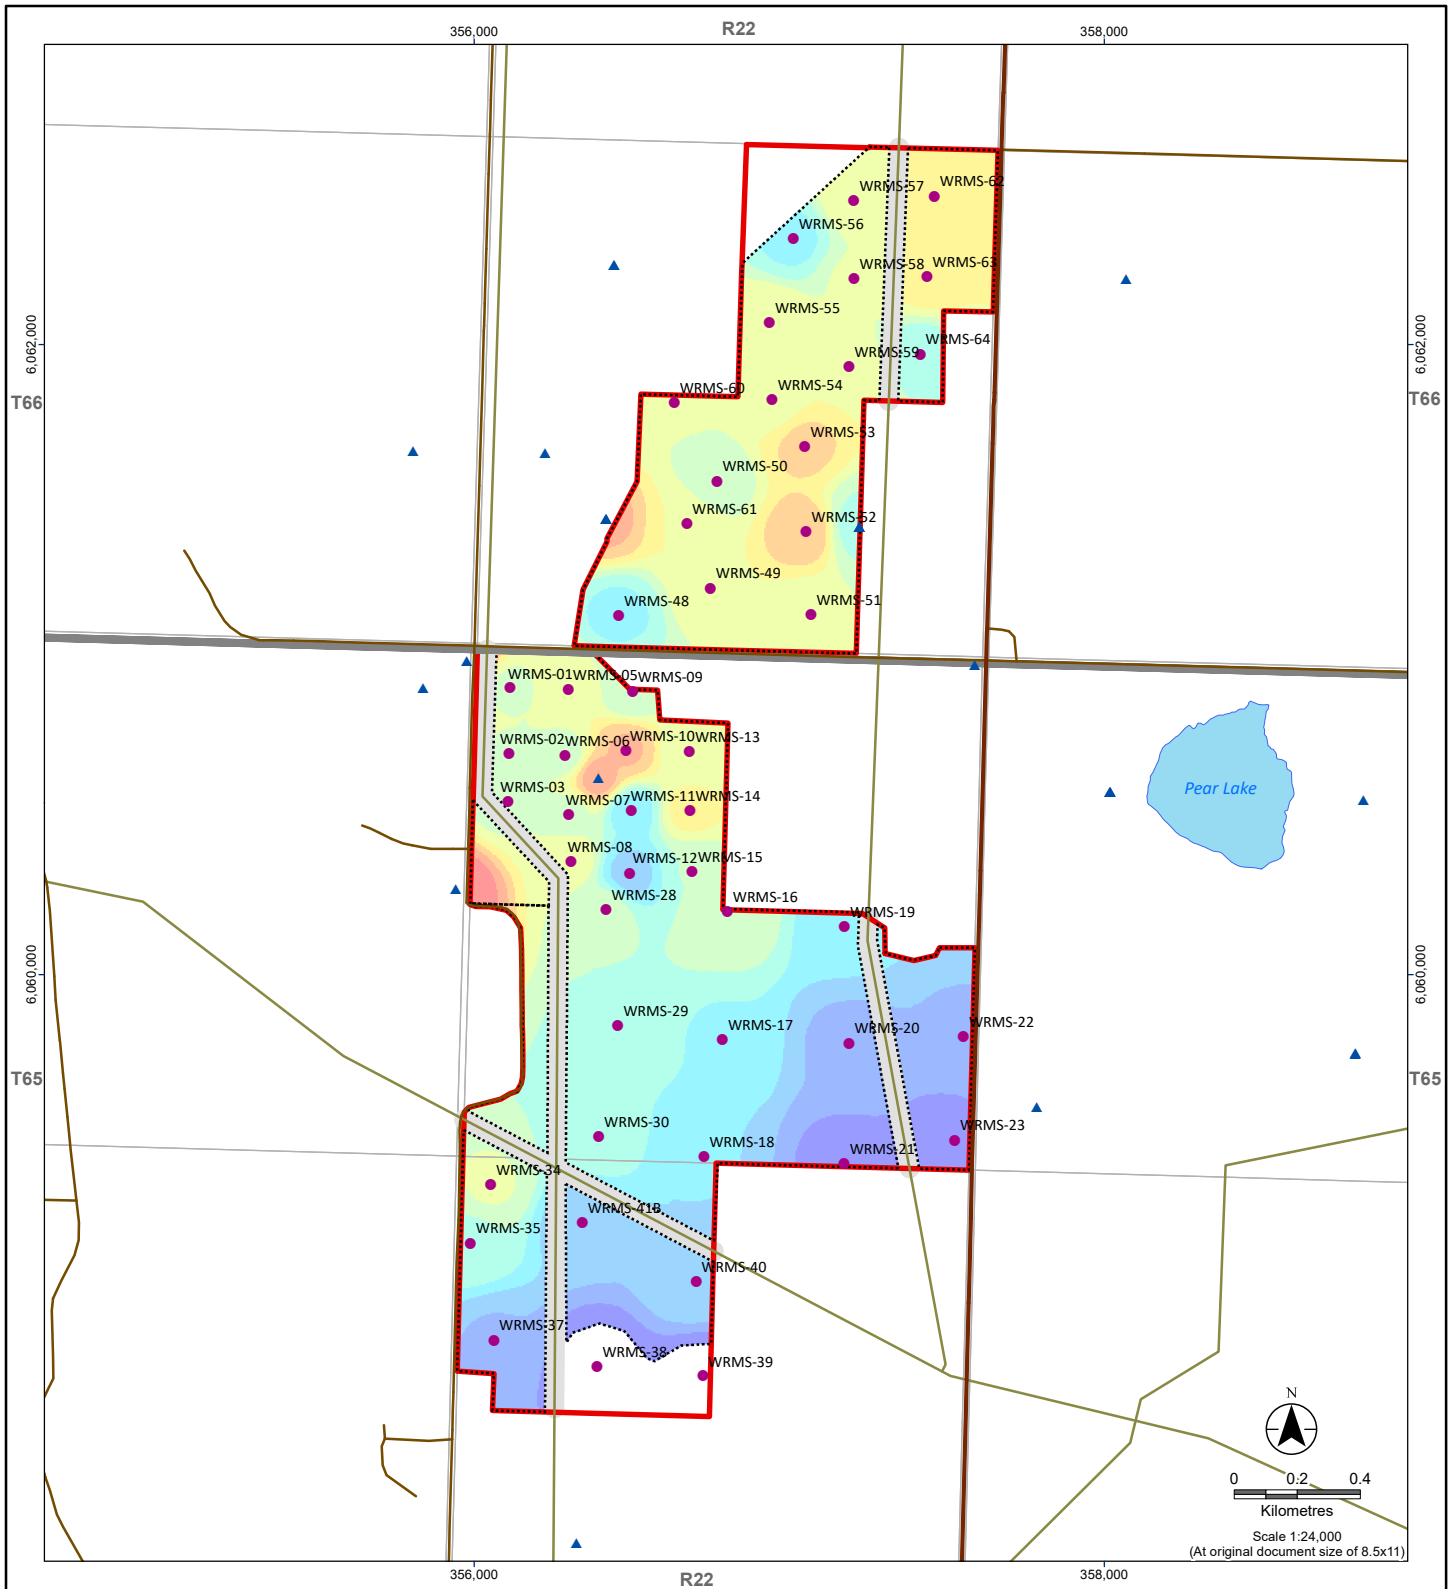 R22
356,000
358,000
WRMS-57
WRMS-62
WRMS-56
WRMS-58
WRMS-63
WRMS-55
WRMS-64
WRMS-59
6,062,000
6,062,000
WRMS-60
WRMS-54
T66
T66
WRMS-53
WRMS-50
WRMS-61
WRMS-52
WRMS-49
WRMS-48
WRMS-51
WRMS-01
WRMS-05
WRMS-09
WRMS-02
WRMS-06
WRMS-10
WRMS-13
WRMS-03
WRMS-07
WRMS-11
WRMS-14
Pear Lake
WRMS-08
WRMS-12
WRMS-15
WRMS-28
WRMS-16
WRMS-19
6,060,000
6,060,000
WRMS-29
WRMS-17
WRMS-20
WRMS-22
T65
T65
WRMS-30
WRMS-18
WRMS-21
WRMS-23
WRMS-34
WRMS-41B
WRMS-35
WRMS-40
WRMS-37
WRMS-38
WRMS-39
N
0 0.2 0.4
Kilometres
Scale 1:24,000
(At original document size of 8.5x11)
356,000
R22
358,000